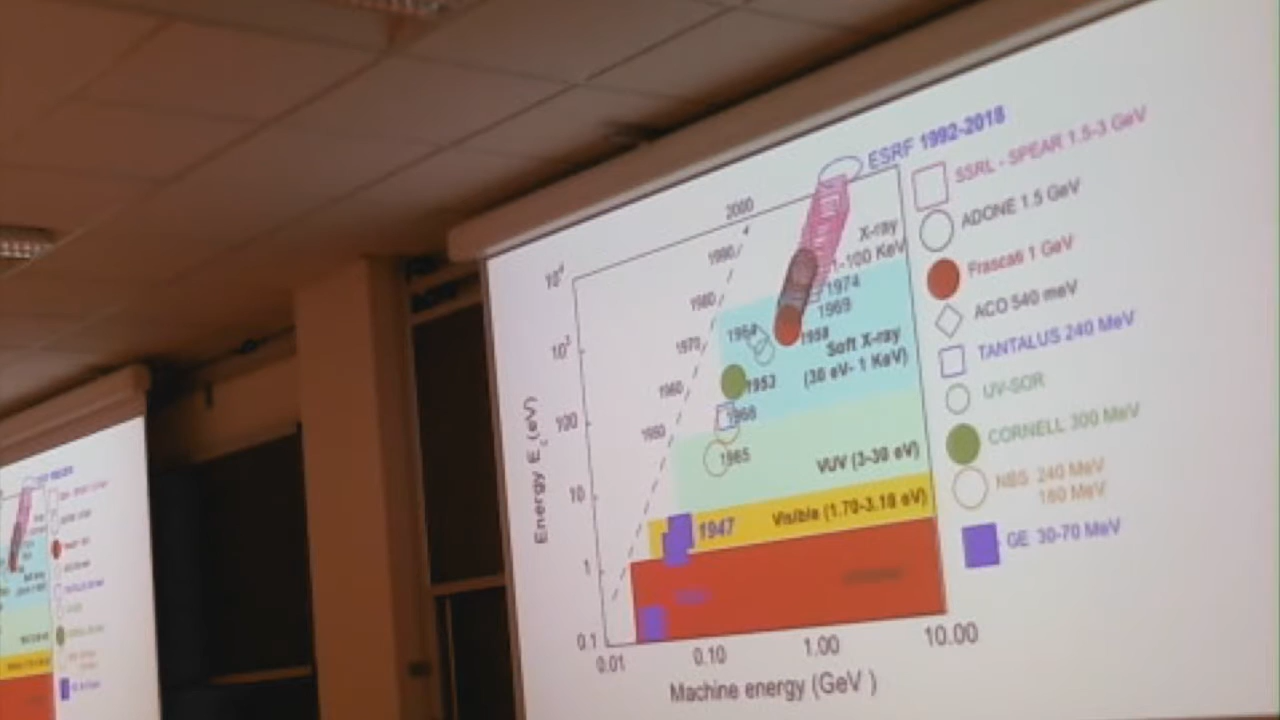 ESRF 1992-2018
SSRL - SPEAR 1.5-3 GeV
ADONE 1.5 GeV
Frascati 1 GeV
ACO 540 meV
TANTALUS 240 MeV
UV-SOR
CORNELL 300 MeV
NBS 240 MeV
180 MeV
GE 30-70 MeV
2000
1990
1980
1970
1960
1950
X-ray
1-100 KeV
1974
1969
1964
1958
Soft X-ray
(30 eV- 1 KeV)
1953
1968
1965
VUV (3-30 eV)
Visible (1.70-3.18 eV)
1947
Energy Ec (eV)
10⁴
10³
100
10
1
0.1
0.01
0.10
1.00
10.00
Machine energy (GeV )